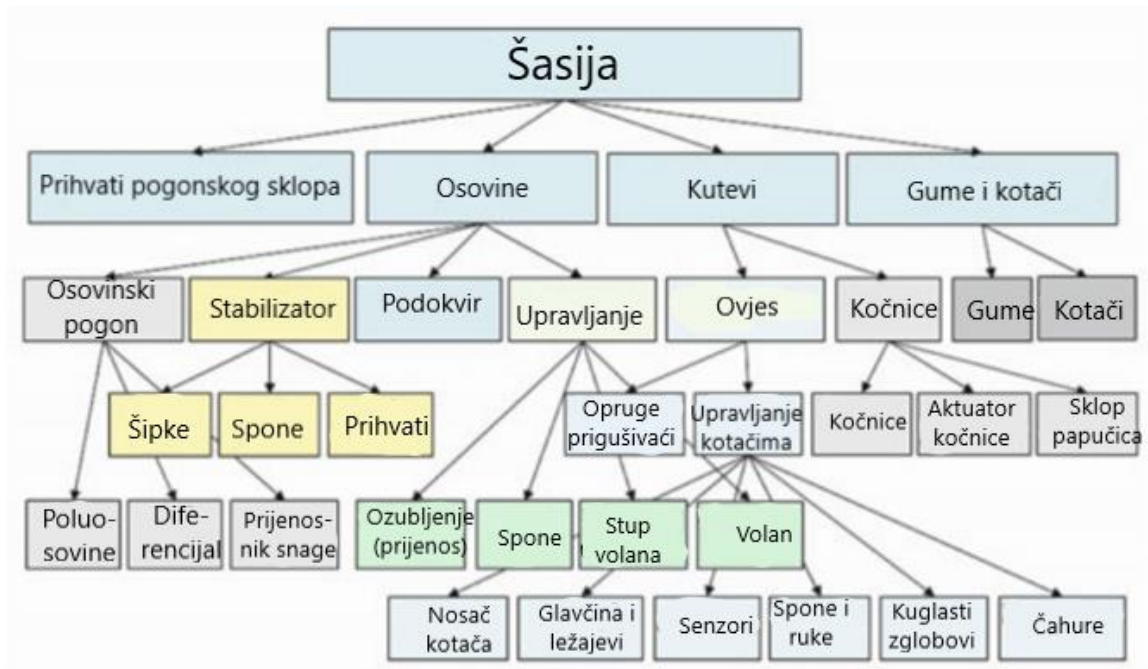 Šasija
Prihvati pogonskog sklopa
Osovine
Kutevi
Gume i kotači
Osovinski
pogon
Stabilizator
Podokvir
Upravljanje
Ovjes
Kočnice
Gume
Kotači
Šipke
Spone
Prihvati
Opruge
prigušivaći
Upravljanje
kotačima
Kočnice
Aktuator
kočnice
Sklop
papučica
Poluo-
sovine
Dife-
rencijal
Prijenos-
nik snage
Ozubljenje
(prijenos)
Spone
Stup
volana
Volan
Nosač
kotača
Glavčina i
ležajevi
Senzori
Spone i
ruke
Kuglasti
zglobovi
Čahure